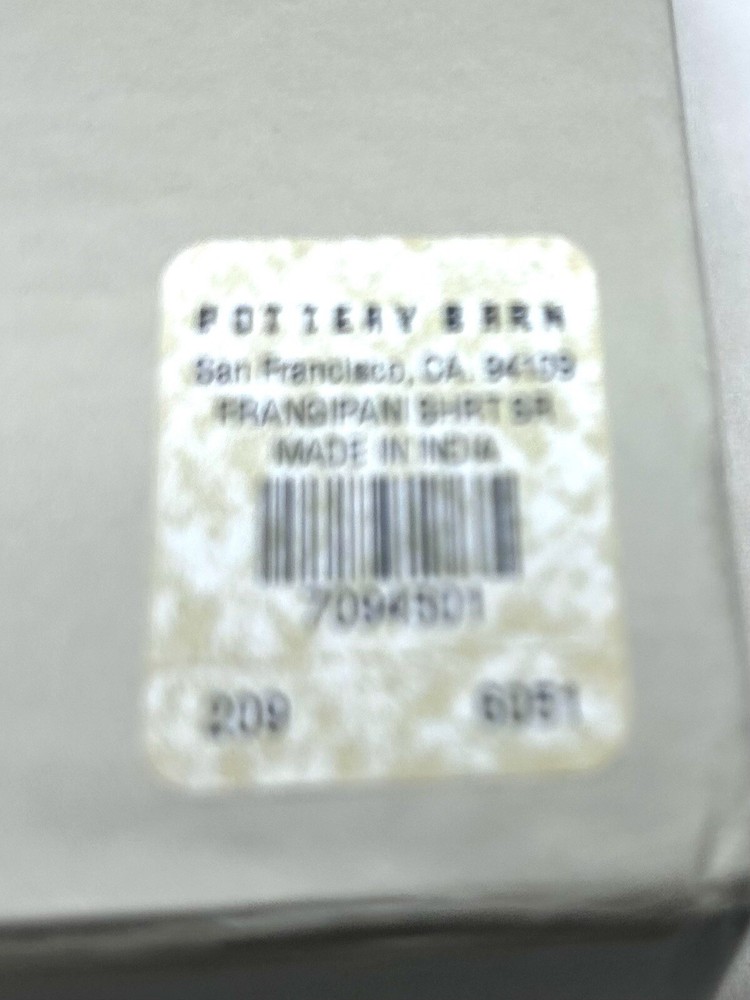 POTTERY BARN
San Francisco, CA. 94109
FRANGIPANI SHRT SR
MADE IN INDIA
7094501
209 6051